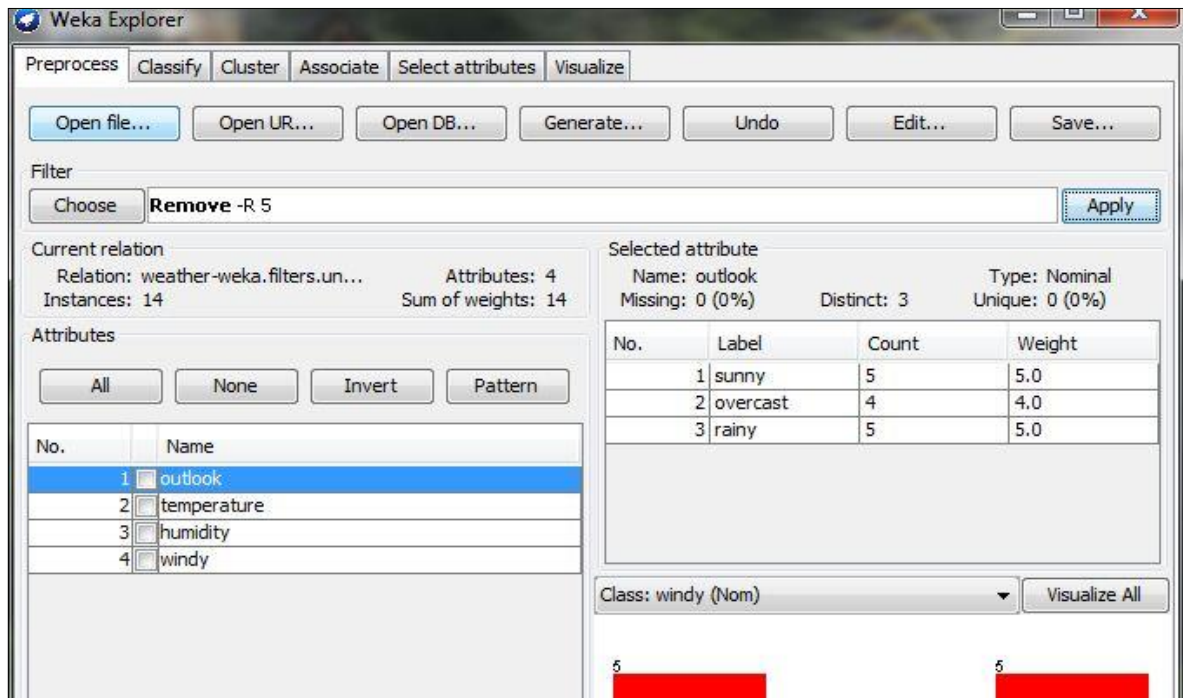 Weka Explorer
Preprocess Classify Cluster Associate Select attributes Visualize
Open file... Open UR... Open DB... Generate... Undo Edit... Save...
Filter
Choose Remove -R 5 Apply
Current relation
Relation: weather-weka.filters.un... Attributes: 4
Instances: 14 Sum of weights: 14
Attributes
All None Invert Pattern
No. Name
1 outlook
2 temperature
3 humidity
4 windy
Selected attribute
Name: outlook Type: Nominal
Missing: 0 (0%) Distinct: 3 Unique: 0 (0%)
No. Label Count Weight
1 sunny 5 5.0
2 overcast 4 4.0
3 rainy 5 5.0
Class: windy (Nom) Visualize All
5 5